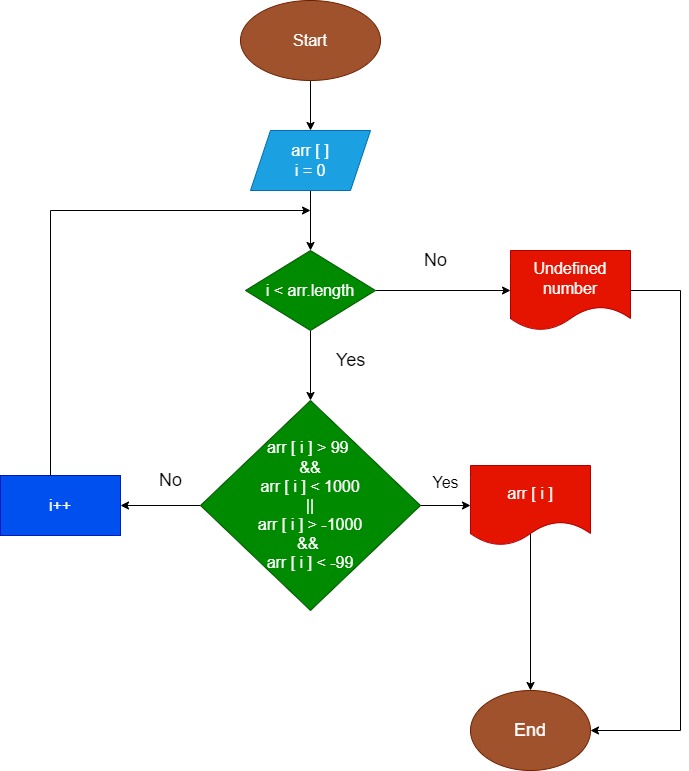 Start
arr [ ]
i = 0
i < arr.length
No
Undefined
number
Yes
arr [ i ] > 99
&&
arr [ i ] < 1000
||
arr [ i ] > -1000
&&
arr [ i ] < -99
No
i++
Yes
arr [ i ]
End